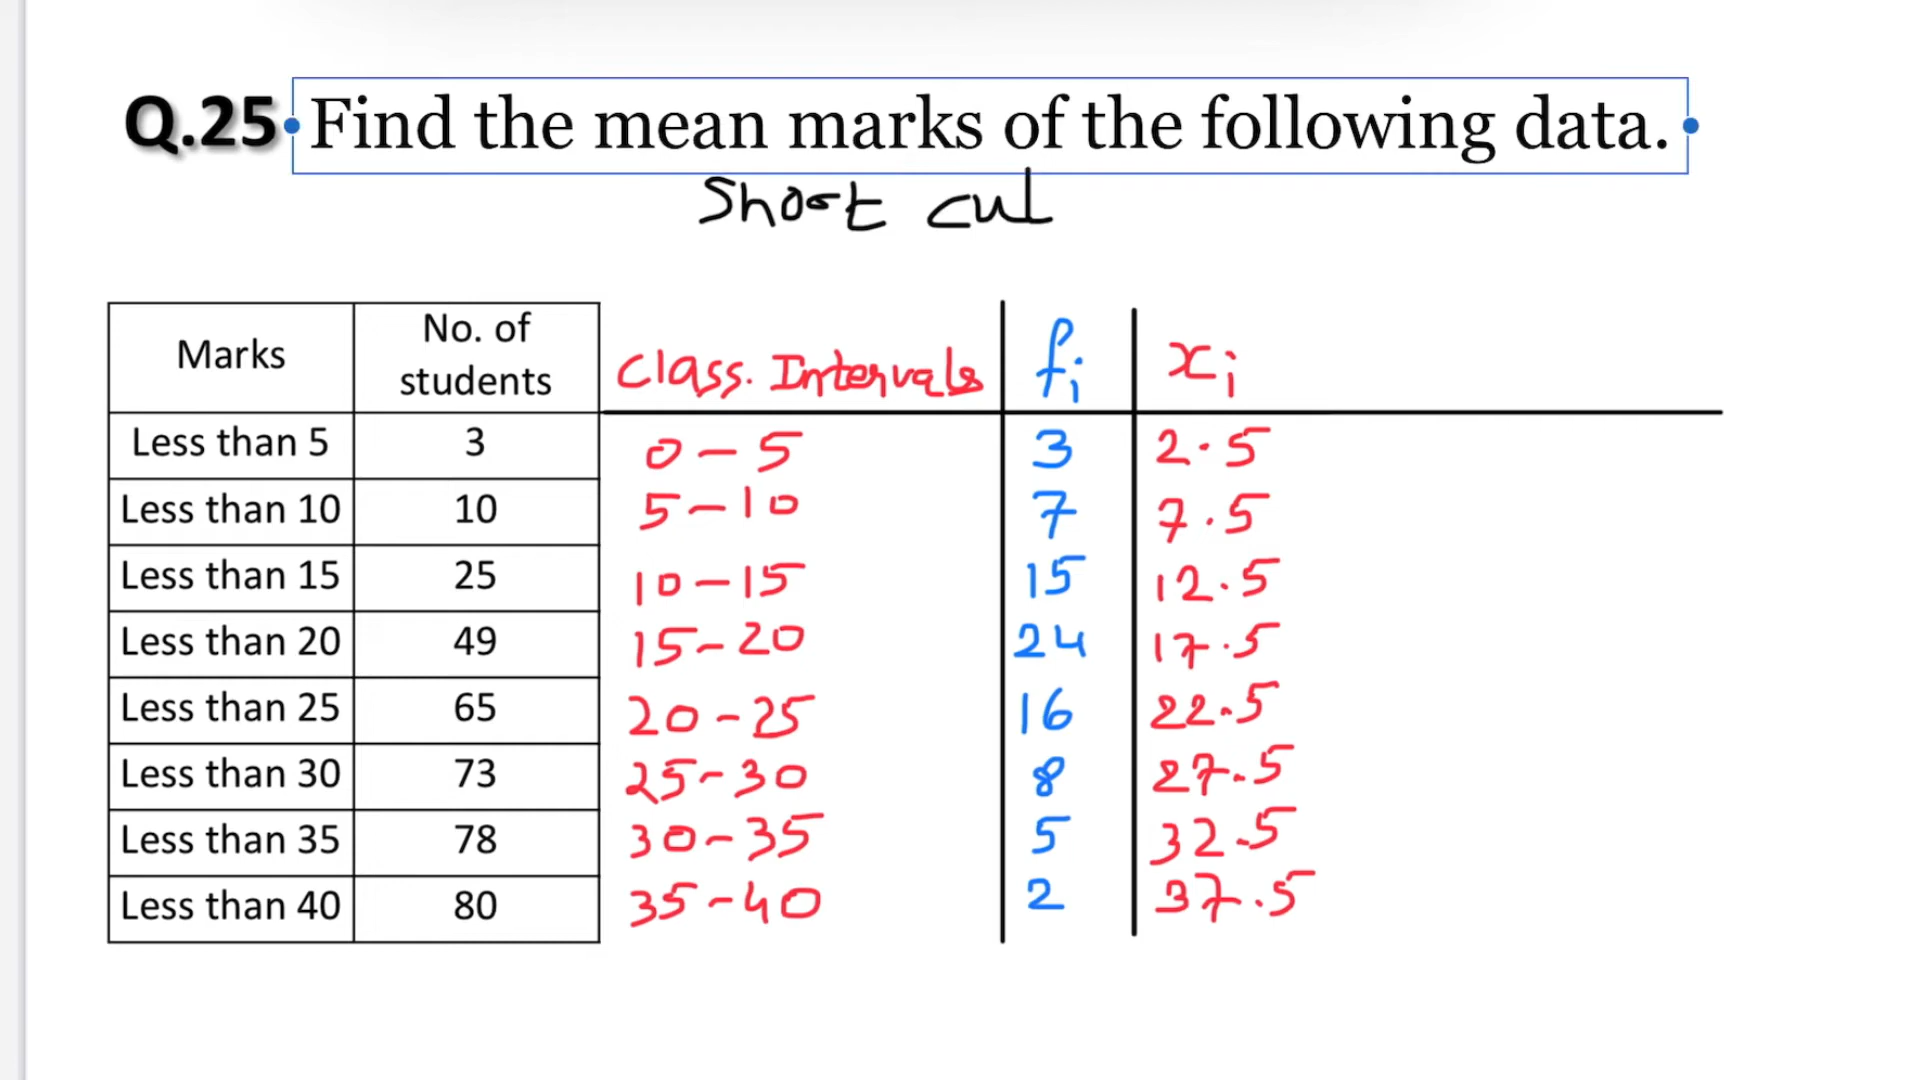 Q.25 Find the mean marks of the following data.
Short cut
Marks No. of students Class. Intervals fi xi
Less than 5 3 0-5 3 2.5
Less than 10 10 5-10 7 7.5
Less than 15 25 10-15 15 12.5
Less than 20 49 15-20 24 17.5
Less than 25 65 20-25 16 22.5
Less than 30 73 25-30 8 27.5
Less than 35 78 30-35 5 32.5
Less than 40 80 35-40 2 37.5